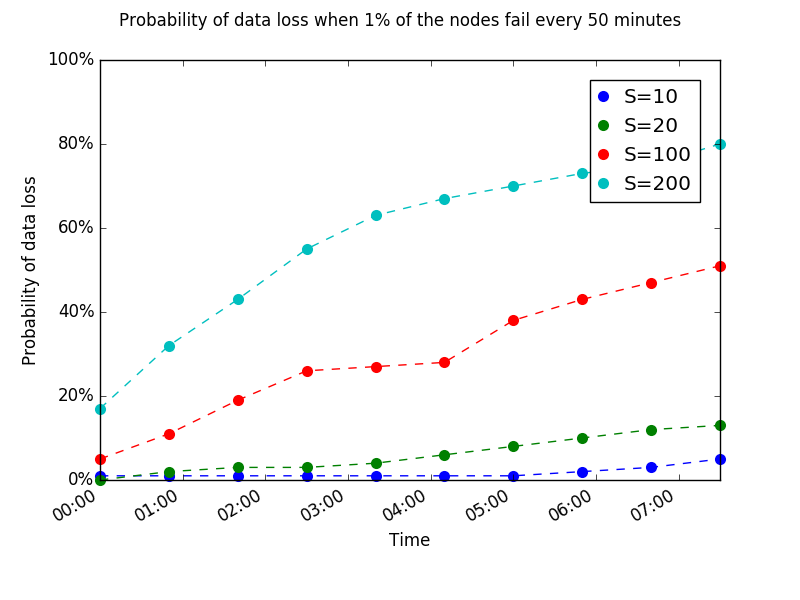 Probability of data loss when 1% of the nodes fail every 50 minutes
100%
80%
60%
40%
20%
0%
Probability of data loss
S=10
S=20
S=100
S=200
00:00
01:00
02:00
03:00
04:00
05:00
06:00
07:00
Time